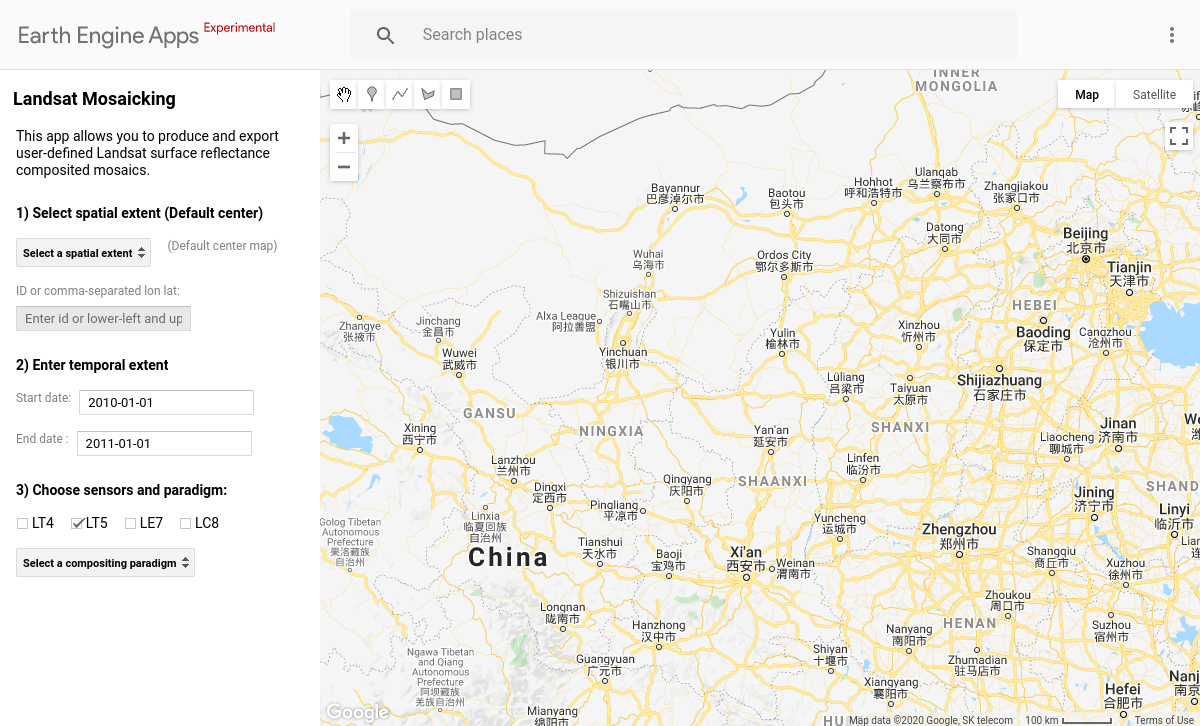 Earth Engine Apps Experimental
Search places
Landsat Mosaicking
This app allows you to produce and export
user-defined Landsat surface reflectance
composited mosaics.
1) Select spatial extent (Default center)
Select a spatial extent
(Default center map)
ID or comma-separated lon lat:
Enter id or lower-left and up
2) Enter temporal extent
Start date:
2010-01-01
End date :
2011-01-01
3) Choose sensors and paradigm:
LT4
LT5
LE7
LC8
Select a compositing paradigm
Map
Satellite
INNER
MONGOLIA
Bayannur
巴彦淖尔市
Baotou
包头市
Hohhot
呼和浩特市
Ulanqab
乌兰察布市
Zhangjiakou
张家口市
Datong
大同市
Beijing
北京市
Tianjin
天津市
Wuhai
乌海市
Ordos City
鄂尔多斯市
Shizuishan
石嘴山市
HEBEI
Alxa League
阿拉善盟
Zhangye
张掖市
Jinchang
金昌市
Wuwei
武威市
Yinchuan
银川市
Yulin
榆林市
Xinzhou
忻州市
Baoding
保定市
Cangzhou
沧州市
Lüliang
吕梁市
Taiyuan
太原市
Shijiazhuang
石家庄市
GANSU
NINGXIA
SHANXI
Xining
西宁市
Yan'an
延安市
Jinan
济南市
Liaocheng
聊城市
We
Lanzhou
兰州市
Linfen
临汾市
Dingxi
定西市
Qingyang
庆阳市
SHAANXI
SHAND
Jining
济宁市
Pingliang
平凉市
Linyi
临沂市
Linxia
临夏回族
自治州
Golog Tibetan
Autonomous
Prefecture
果洛藏族
自治州
Yuncheng
运城市
Zhengzhou
郑州市
China
Tianshui
天水市
Baoji
宝鸡市
Xi'an
西安市
Weinan
渭南市
Shangqiu
商丘市
Xuzhou
徐州市
Lian
Zhoukou
周口市
Longnan
陇南市
Hanzhong
汉中市
HENAN
Suzhou
宿州市
Nanyang
南阳市
Ngawa Tibetan
and Qiang
Autonomous
Prefecture
阿坝藏族
羌族自治州
Guangyuan
广元市
Shiyan
十堰市
Zhumadian
驻马店市
Xiangyang
襄阳市
Hefei
合肥市
Nanj
南京
Mianyang
绵阳市
HU
Google
Map data ©2020 Google, SK telecom
100 km
Terms of Use